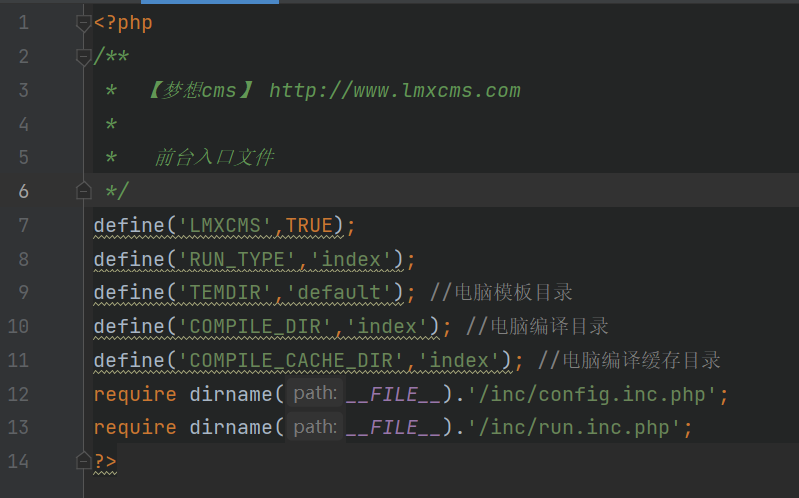 1 <?php
2 /**
3  *  【梦想cms】 http://www.lmxcms.com
4  *
5  *   前台入口文件
6  */
7 define('LMXCMS',TRUE);
8 define('RUN_TYPE','index');
9 define('TEMDIR','default'); //电脑模板目录
10 define('COMPILE_DIR','index'); //电脑编译目录
11 define('COMPILE_CACHE_DIR','index'); //电脑编译缓存目录
12 require dirname( path: __FILE__).'/inc/config.inc.php';
13 require dirname( path: __FILE__).'/inc/run.inc.php';
14 ?>